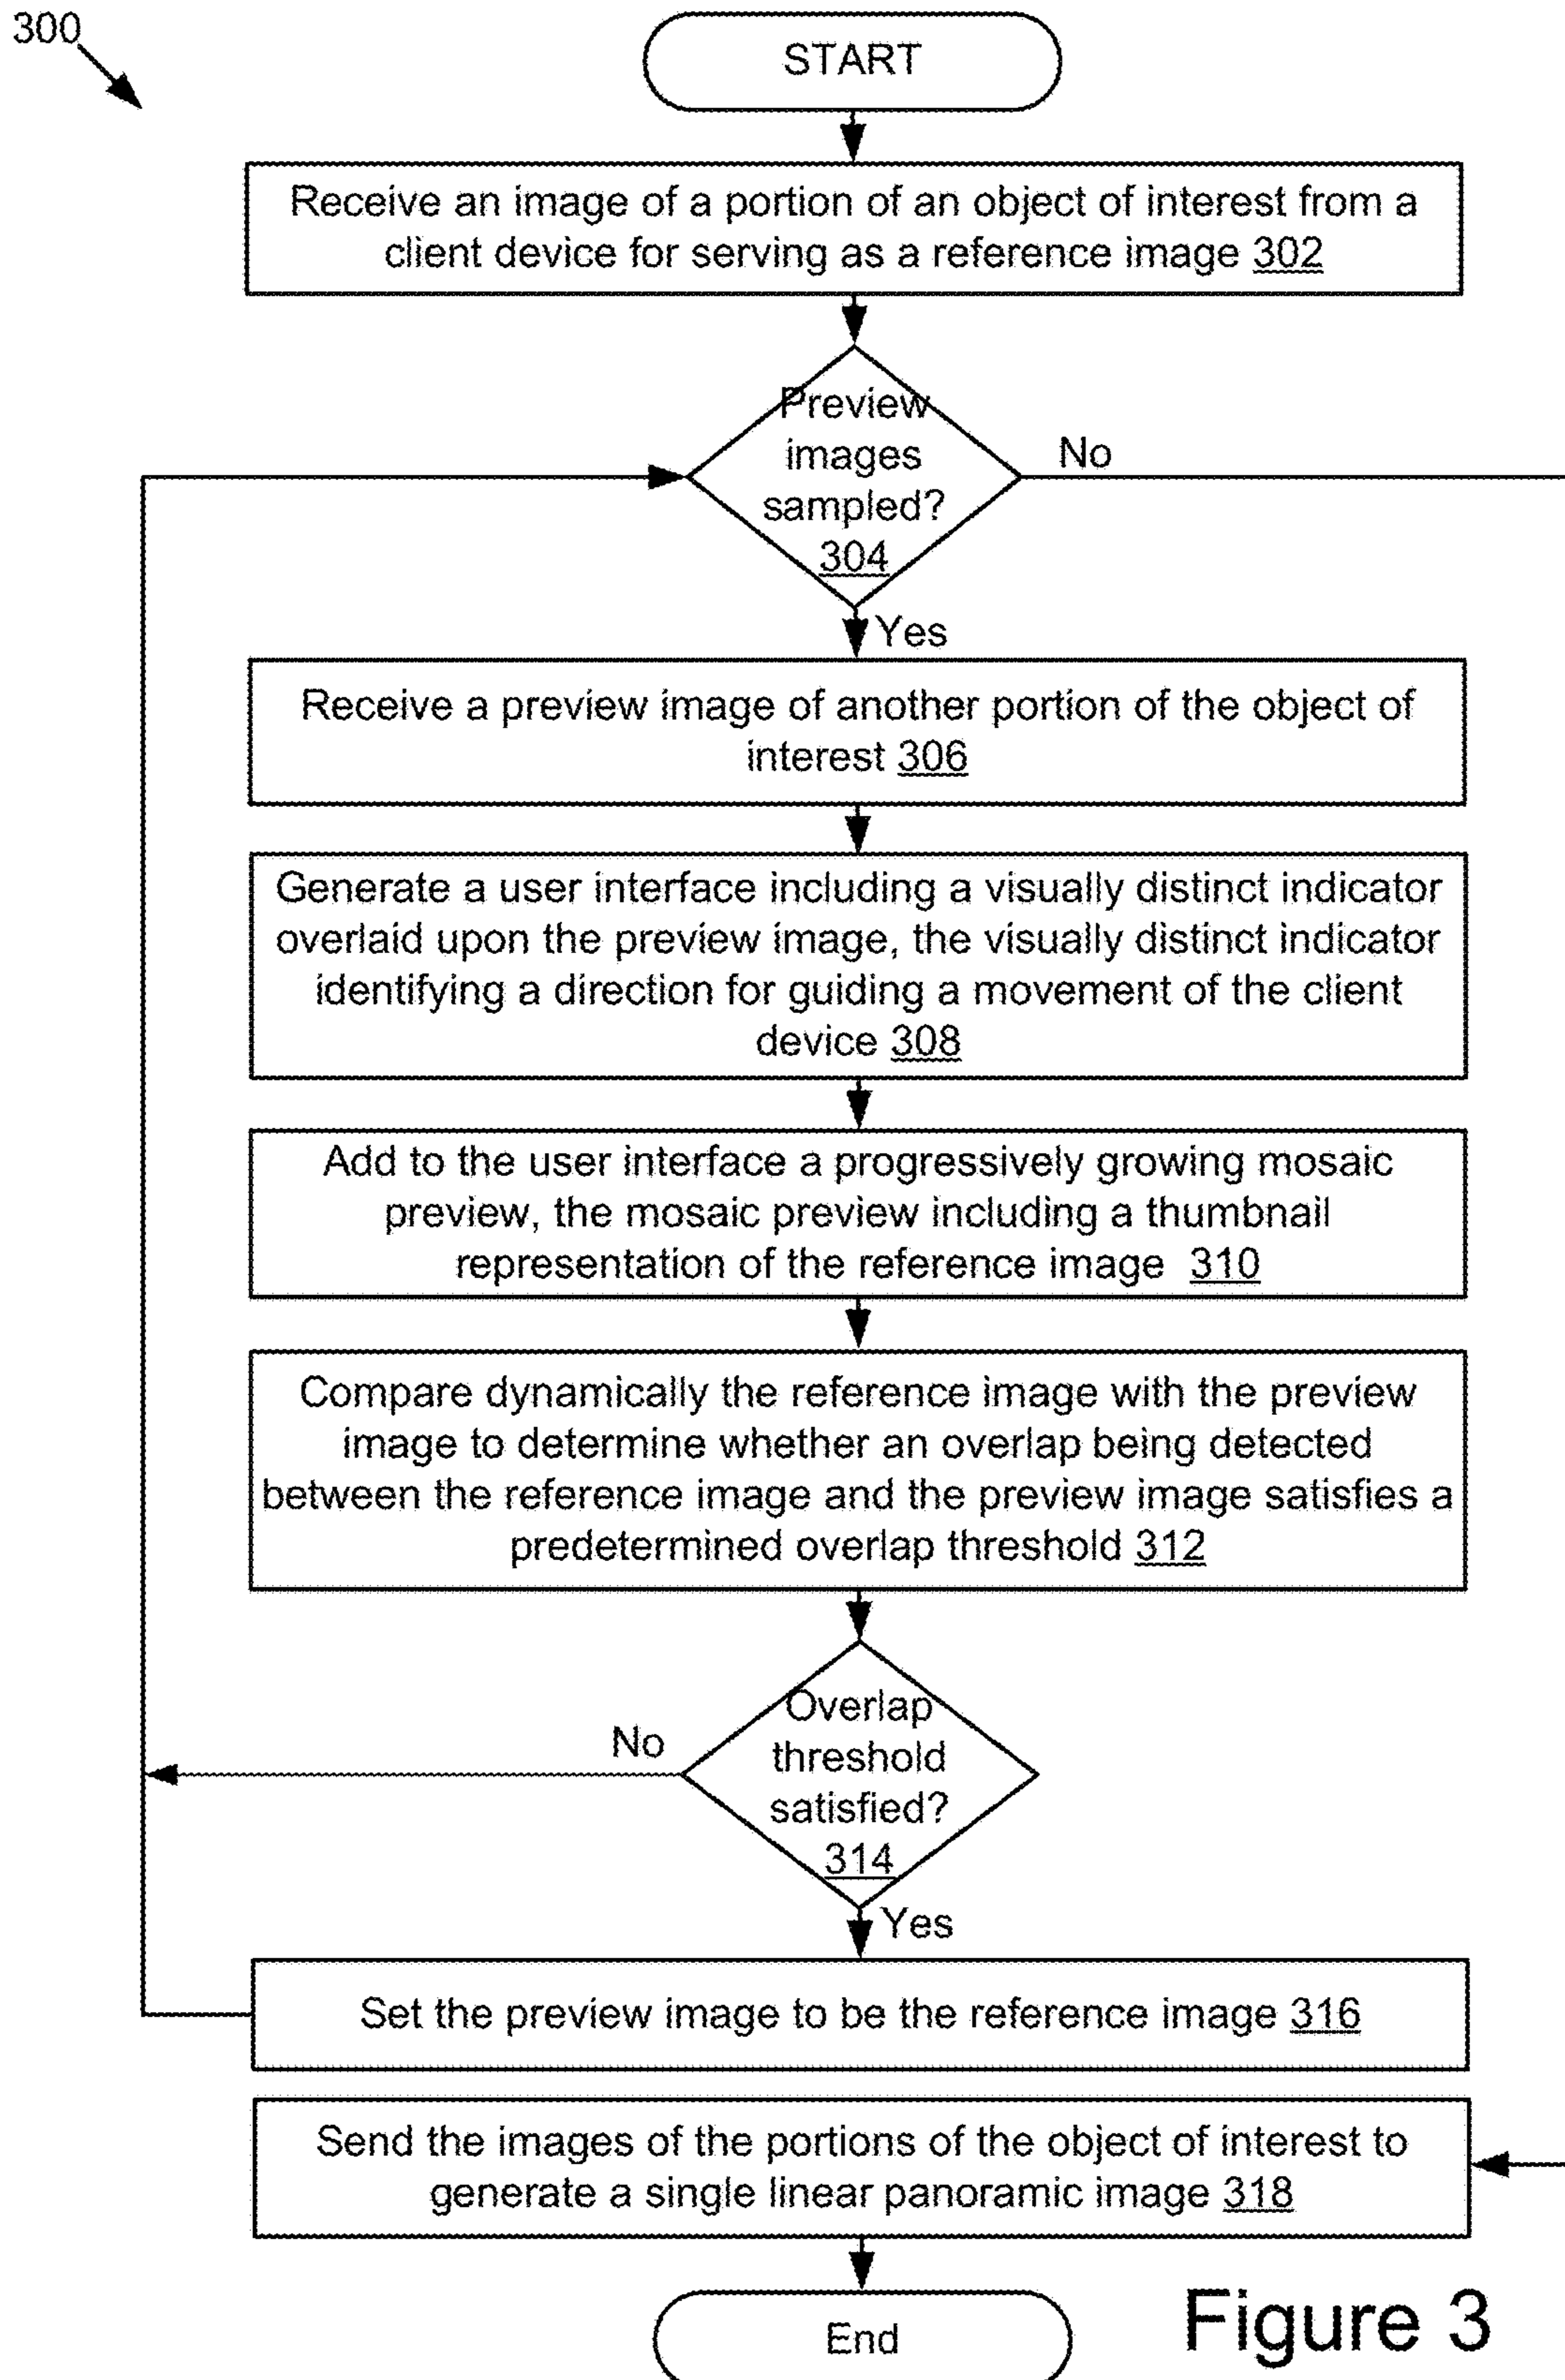 300
START
Receive an image of a portion of an object of interest from a
client device for serving as a reference image 302
Preview
images
sampled?
304
No
Yes
Receive a preview image of another portion of the object of
interest 306
Generate a user interface including a visually distinct indicator
overlaid upon the preview image, the visually distinct indicator
identifying a direction for guiding a movement of the client
device 308
Add to the user interface a progressively growing mosaic
preview, the mosaic preview including a thumbnail
representation of the reference image 310
Compare dynamically the reference image with the preview
image to determine whether an overlap being detected
between the reference image and the preview image satisfies a
predetermined overlap threshold 312
No
Overlap
threshold
satisfied?
314
Yes
Set the preview image to be the reference image 316
Send the images of the portions of the object of interest to
generate a single linear panoramic image 318
End
Figure 3